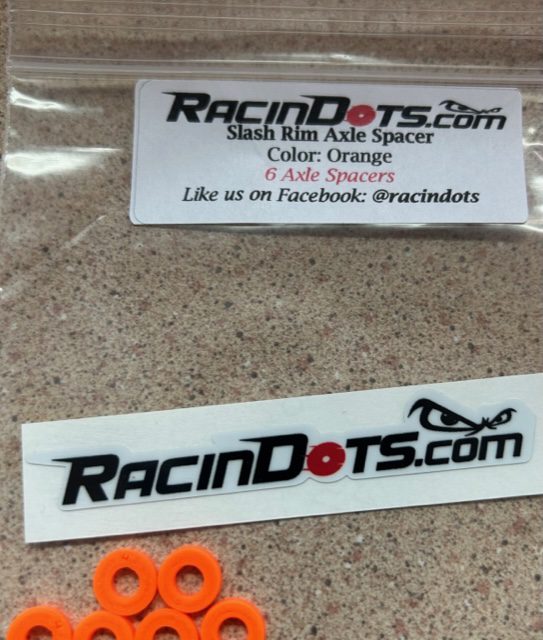 RACINDOTS.com
Slash Rim Axle Spacer
Color: Orange
6 Axle Spacers
Like us on Facebook: @racindots
RACINDOTS.com